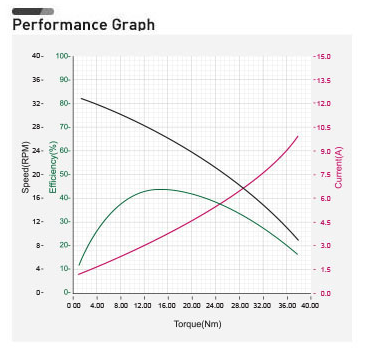 Performance Graph
40- 100- -15.0
36- 90- -13.5
32- 80- -12.0
28- 70- -10.5
24- 60- -9.0
20- 50- -7.5
16- 40- -6.0
12- 30- -4.5
8- 20- -3.0
4- 10- -1.5
0- 0- 0.0
Speed(RPM)
Efficiency(%)
Current(A)
0.00 4.00 8.00 12.00 16.00 20.00 24.00 28.00 32.00 36.00 40.00
Torque(Nm)